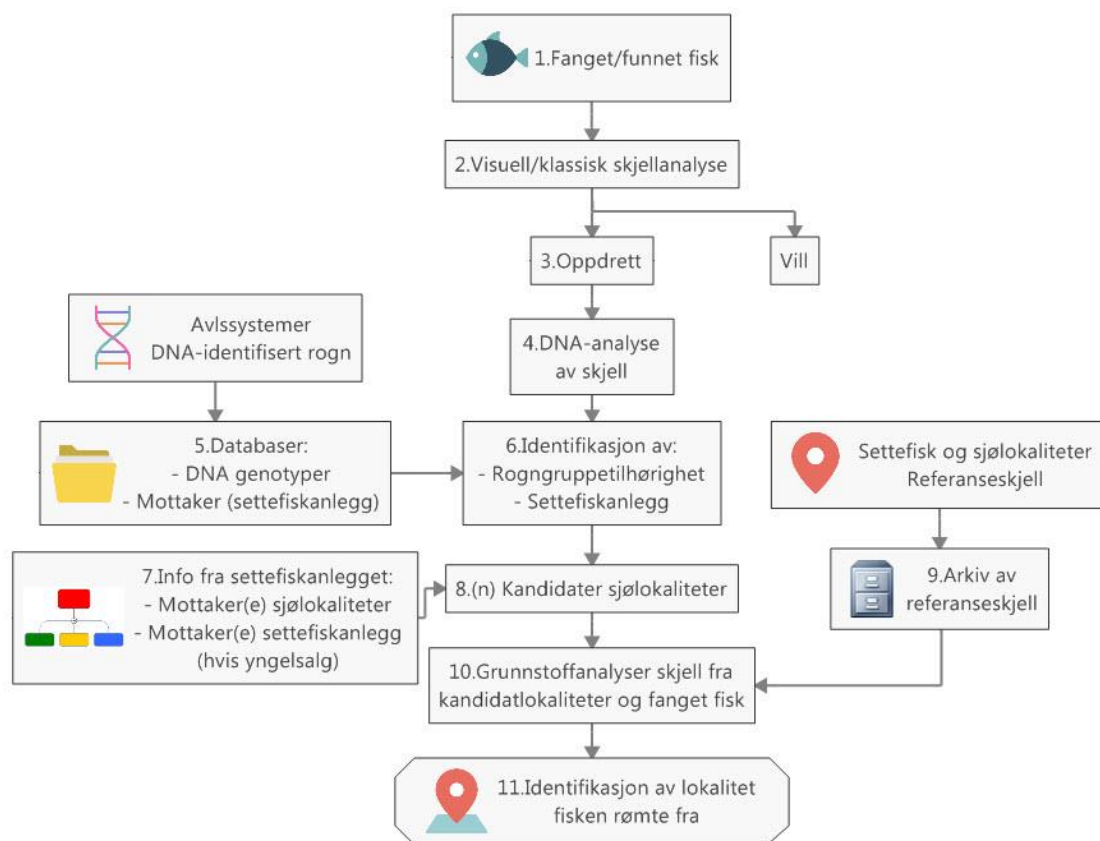 1.Fanget/funnet fisk
2.Visuell/klassisk skjellanalyse
3.Oppdrett
Vill
Avlssystemer
DNA-identifisert rogn
4.DNA-analyse
av skjell
5.Databaser:
- DNA genotyper
- Mottaker (settefiskanlegg)
6.Identifikasjon av:
- Rogngruppetilhørighet
- Settefiskanlegg
Settefisk og sjølokaliteter
Referanseskjell
7.Info fra settefiskanlegget:
- Mottaker(e) sjølokaliteter
- Mottaker(e) settefiskanlegg
(hvis yngelsalg)
8.(n) Kandidater sjølokaliteter
9.Arkiv av
referanseskjell
10.Grunnstoffanalyser skjell fra
kandidatlokaliteter og fanget fisk
11.Identifikasjon av lokalitet
fisken rømte fra